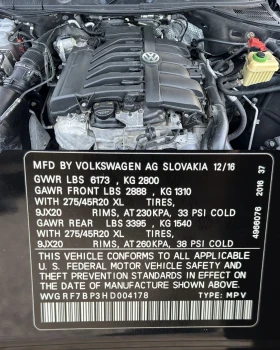 MFD BY VOLKSWAGEN AG SLOVAKIA 12/16
GVWR LBS 6173 , KG 2800
GAWR FRONT LBS 2888 , KG 1310
WITH 275/45R20 XL TIRES,
9JX20 RIMS, AT 230 KPA, 33 PSI COLD
GAWR REAR LBS 3395 , KG 1540
WITH 275/45R20 XL TIRES,
9JX20 RIMS, AT 260 KPA, 38 PSI COLD
THIS VEHICLE CONFORMS TO ALL APPLICABLE
U. S. FEDERAL MOTOR VEHICLE SAFETY AND
THEFT PREVENTION STANDARDS IN EFFECT ON
THE DATE OF MANUFACTURE SHOWN ABOVE.
WVGRF7BP3HD004178 TYPE: MPV
4966076 2016 37